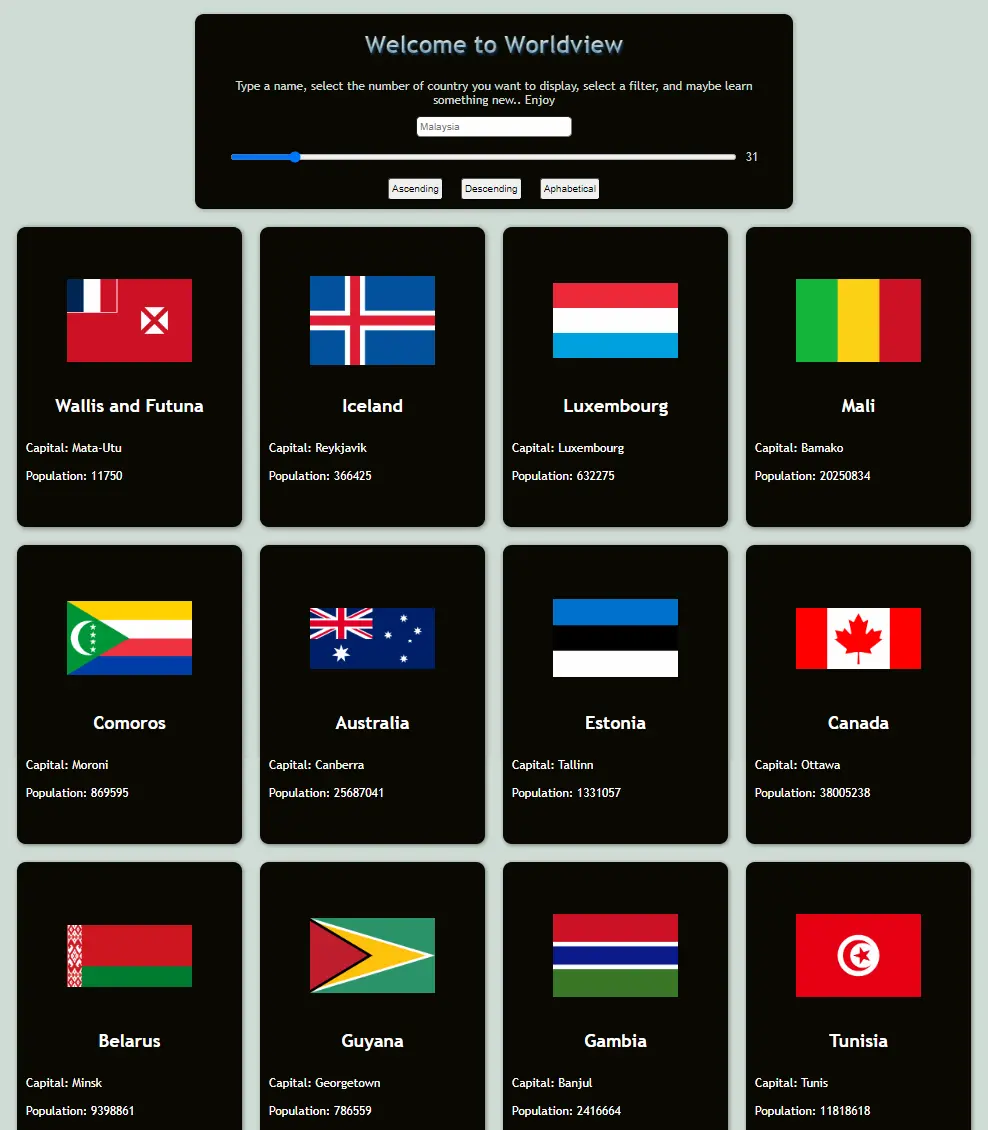 Welcome to Worldview
Type a name, select the number of country you want to display, select a filter, and maybe learn
something new.. Enjoy
Malaysia
31
Ascending
Descending
Aphabetical
Wallis and Futuna
Capital: Mata-Utu
Population: 11750
Iceland
Capital: Reykjavik
Population: 366425
Luxembourg
Capital: Luxembourg
Population: 632275
Mali
Capital: Bamako
Population: 20250834
Comoros
Capital: Moroni
Population: 869595
Australia
Capital: Canberra
Population: 25687041
Estonia
Capital: Tallinn
Population: 1331057
Canada
Capital: Ottawa
Population: 38005238
Belarus
Capital: Minsk
Population: 9398861
Guyana
Capital: Georgetown
Population: 786559
Gambia
Capital: Banjul
Population: 2416664
Tunisia
Capital: Tunis
Population: 11818618